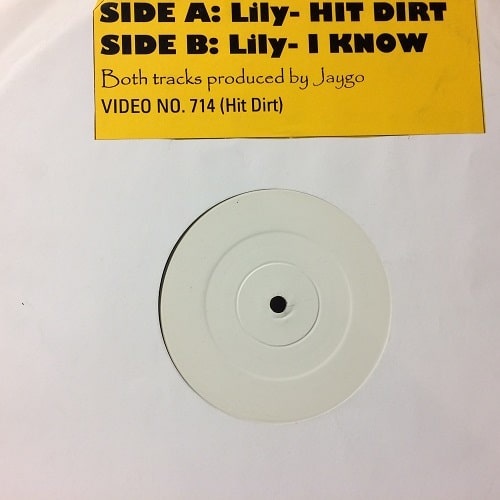 SIDE A: Lily- HIT DIRT
SIDE B: Lily- I KNOW
Both tracks produced by Jaygo
VIDEO NO. 714 (Hit Dirt)